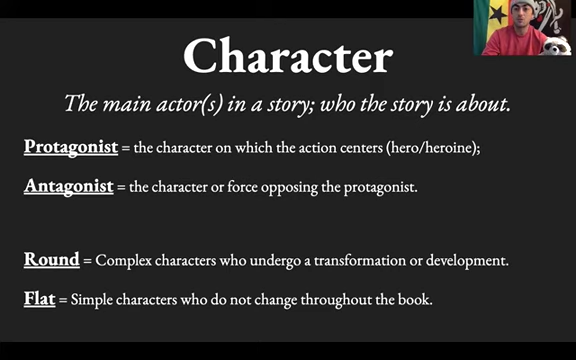 Character
The main actor(s) in a story; who the story is about.
Protagonist = the character on which the action centers (hero/heroine);
Antagonist = the character or force opposing the protagonist.
Round = Complex characters who undergo a transformation or development.
Flat = Simple characters who do not change throughout the book.